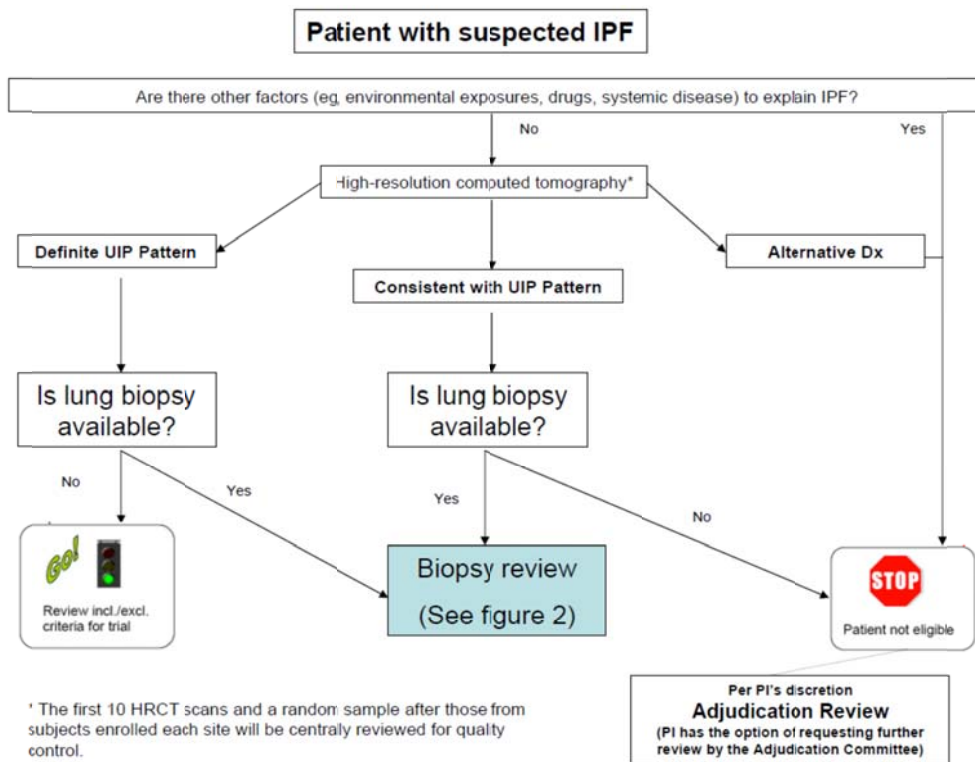 Patient with suspected IPF
Are there other factors (eg, environmental exposures, drugs, systemic disease) to explain IPF?
No
Yes
High-resolution computed tomography*
Definite UIP Pattern
Alternative Dx
Consistent with UIP Pattern
Is lung biopsy
available?
Is lung biopsy
available?
No
Yes
Yes
No
GO!
Review incl./excl.
criteria for trial
Biopsy review
(See figure 2)
STOP
Patient not eligible
* The first 10 HRCT scans and a random sample after those from
subjects enrolled each site will be centrally reviewed for quality
control.
Per PI's discretion
Adjudication Review
(PI has the option of requesting further
review by the Adjudication Committee)